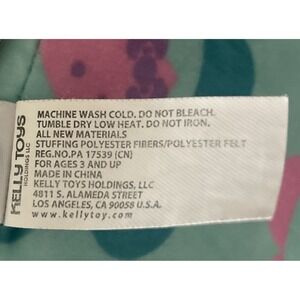 KELLY TOYS
HOLDINGS LLC
MACHINE WASH COLD. DO NOT BLEACH.
TUMBLE DRY LOW HEAT. DO NOT IRON.
ALL NEW MATERIALS
STUFFING POLYESTER FIBERS/POLYESTER FELT
REG.NO.PA 17539 (CN)
FOR AGES 3 AND UP
MADE IN CHINA
KELLY TOYS HOLDINGS, LLC
4811 S. ALAMEDA STREET
LOS ANGELES, CA 90058 U.S.A.
www.kellytoy.com